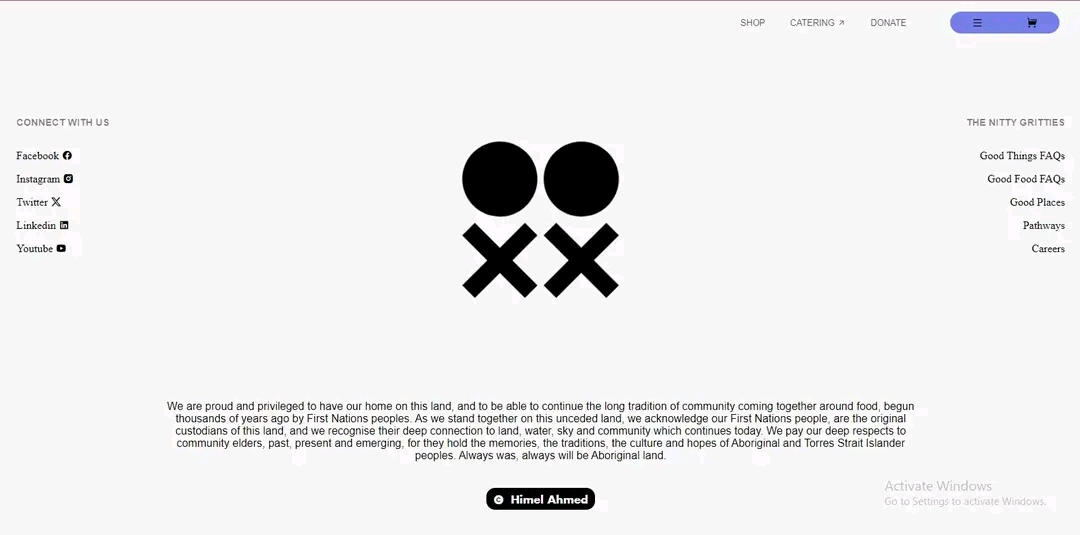 SHOP CATERING ↗ DONATE
CONNECT WITH US
Facebook
Instagram
Twitter
Linkedin
Youtube
THE NITTY GRITTIES
Good Things FAQs
Good Food FAQs
Good Places
Pathways
Careers
We are proud and privileged to have our home on this land, and to be able to continue the long tradition of community coming together around food, begun
thousands of years ago by First Nations peoples. As we stand together on this unceded land, we acknowledge our First Nations people, are the original
custodians of this land, and we recognise their deep connection to land, water, sky and community which continues today. We pay our deep respects to
community elders, past, present and emerging, for they hold the memories, the traditions, the culture and hopes of Aboriginal and Torres Strait Islander
peoples. Always was, always will be Aboriginal land.
© Himel Ahmed
Activate Windows
Go to Settings to activate Windows.